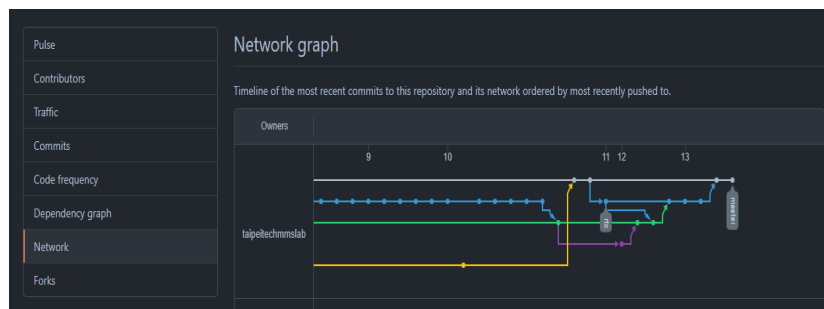 Pulse
Contributors
Traffic
Commits
Code frequency
Dependency graph
Network
Forks
Network graph
Timeline of the most recent commits to this repository and its network ordered by most recently pushed to.
Owners
9 10 11 12 13
taipeitechmmslab
master